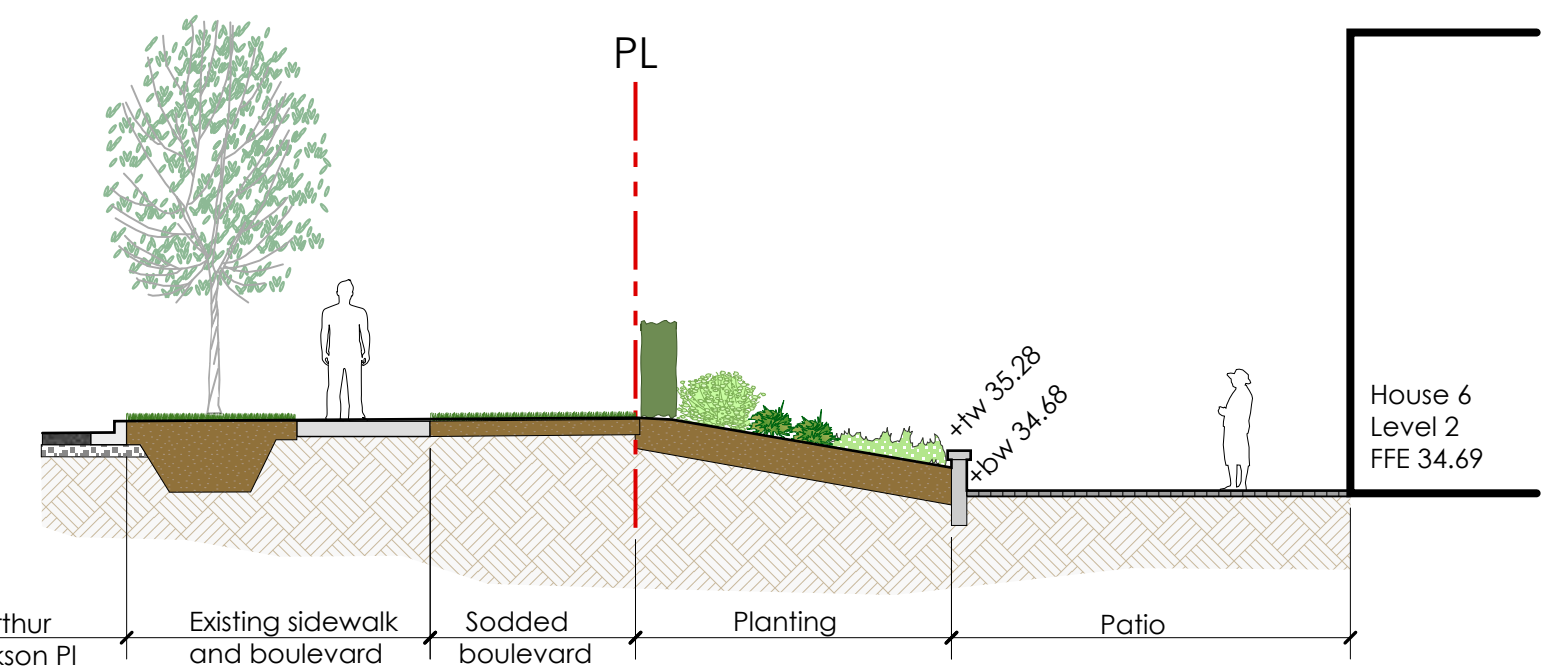 PL
+tw 35.28
+bw 34.68
House 6
Level 2
FFE 34.69
Existing sidewalk
and boulevard
Sodded
boulevard
Planting
Patio
Pl